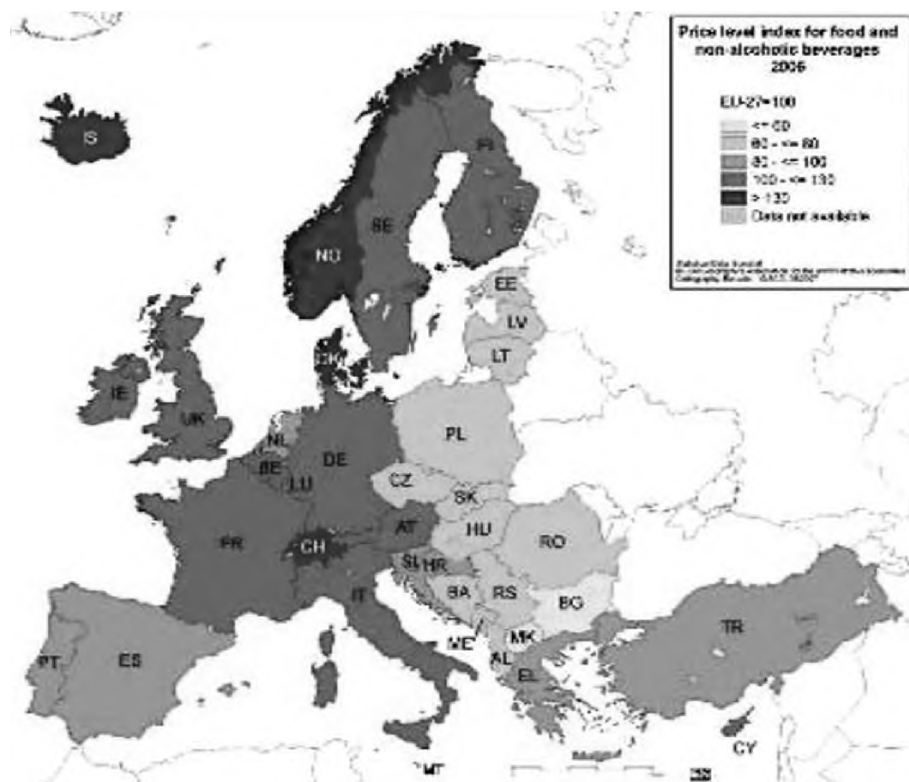 Price level index for food and
non-alcoholic beverages
2006
EU-27=100
<= 60
60 - <= 80
80 - <= 100
100 - <= 130
> 130
Data not available
IS
FI
SE
NO
EE
LV
LT
DK
IE
UK
NL
PL
DE
BE
LU
CZ
SK
FR
CH
AT
HU
RO
SI
HR
IT
BA
RS
BG
ME
MK
TR
PT
ES
AL
EL
CY
MT